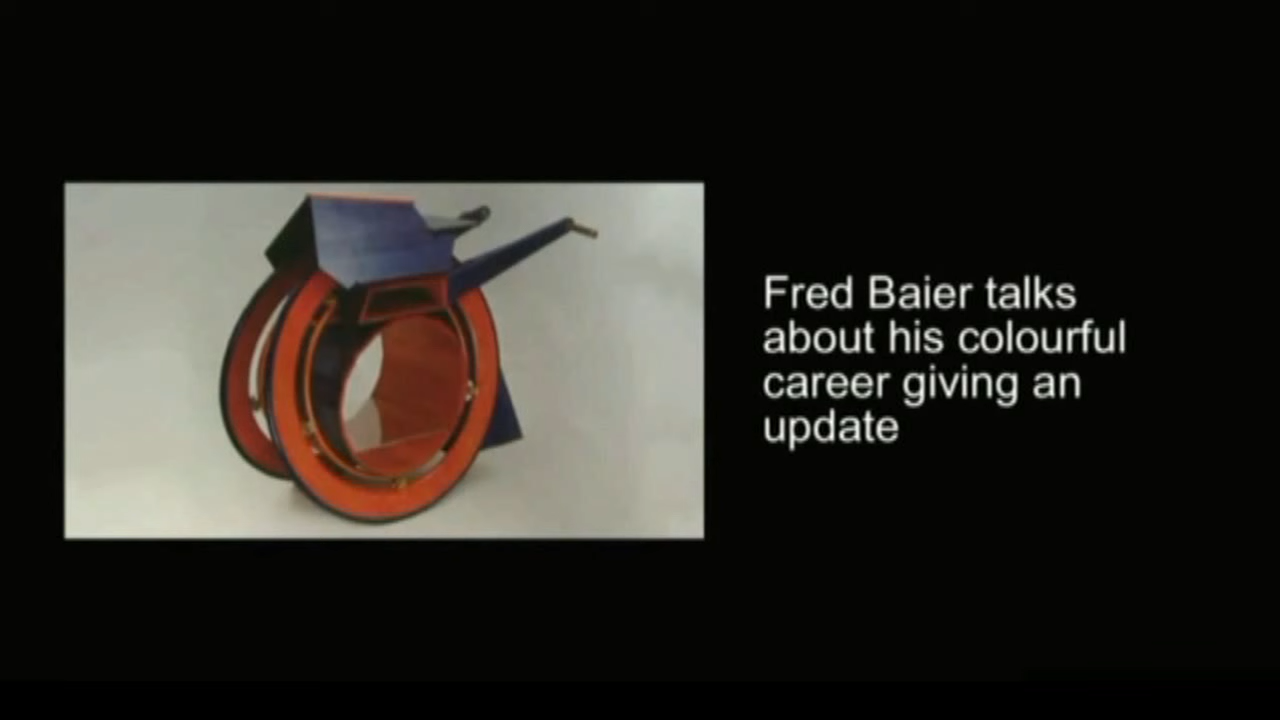 Fred Baier talks
about his colourful
career giving an
update